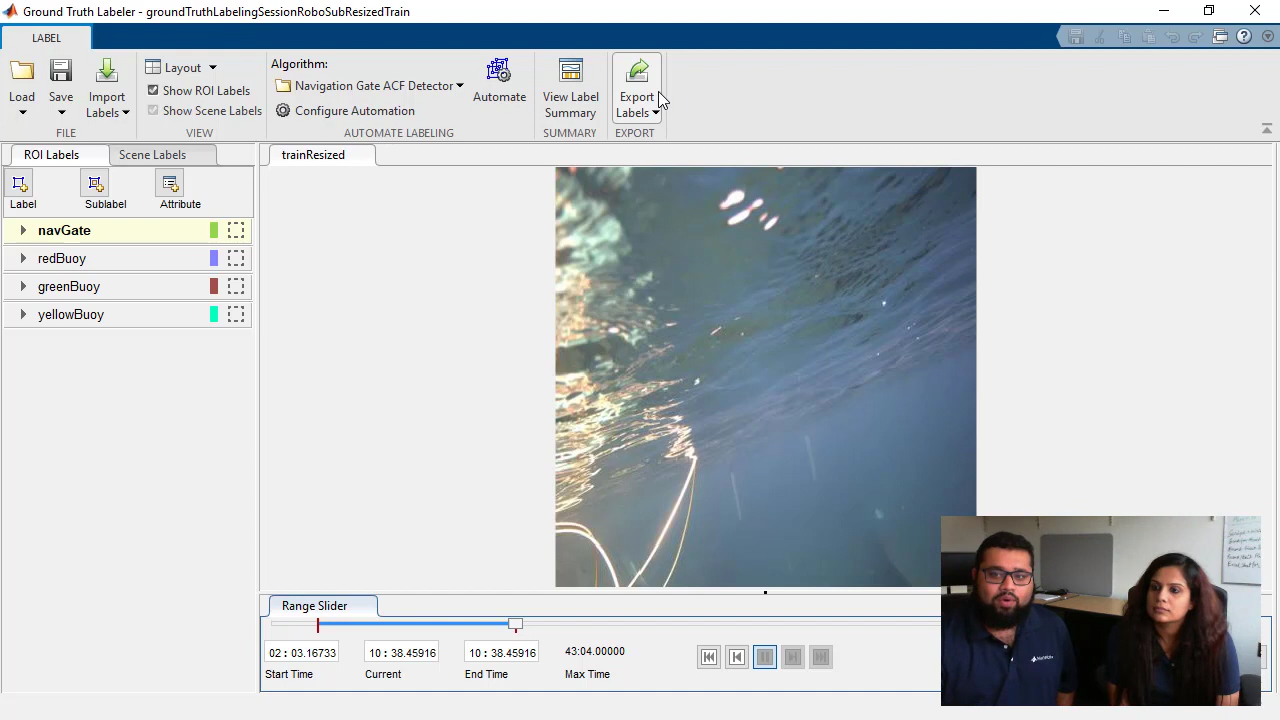 Ground Truth Labeler - groundTruthLabelingSessionRoboSubResizedTrain
LABEL
Load
Save
Import
Labels
FILE
Layout
Show ROI Labels
Show Scene Labels
VIEW
Algorithm:
Navigation Gate ACF Detector
Configure Automation
Automate
AUTOMATE LABELING
View Label
Summary
SUMMARY
Export
Labels
EXPORT
ROI Labels
Scene Labels
Label
Sublabel
Attribute
navGate
redBuoy
greenBuoy
yellowBuoy
trainResized
Range Slider
02 : 03.16733
10 : 38.45916
10 : 38.45916
43:04.00000
Start Time
Current
End Time
Max Time